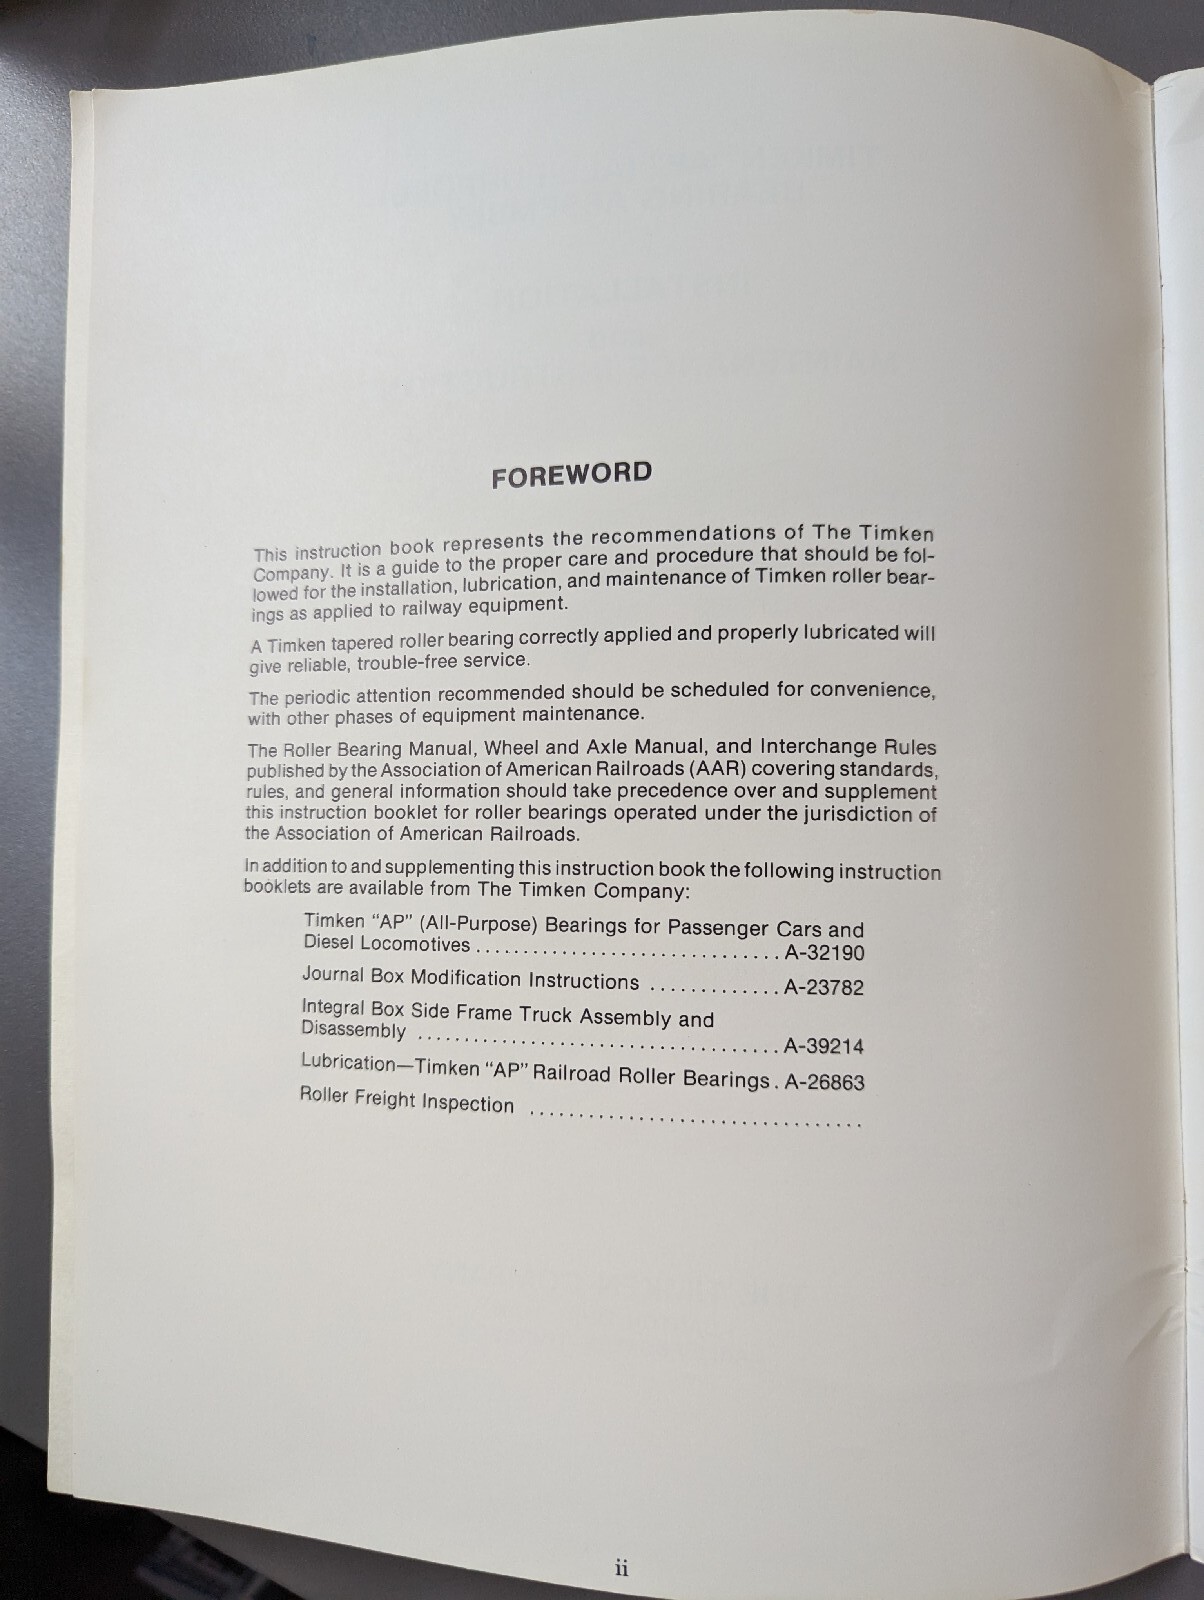 FOREWORD
This instruction book represents the recommendations of The Timken
Company. It is a guide to the proper care and procedure that should be fol-
lowed for the installation, lubrication, and maintenance of Timken roller bear-
ings as applied to railway equipment.
A Timken tapered roller bearing correctly applied and properly lubricated will
give reliable, trouble-free service.
The periodic attention recommended should be scheduled for convenience,
with other phases of equipment maintenance.
The Roller Bearing Manual, Wheel and Axle Manual, and Interchange Rules
published by the Association of American Railroads (AAR) covering standards,
rules, and general information should take precedence over and supplement
this instruction booklet for roller bearings operated under the jurisdiction of
the Association of American Railroads.
In addition to and supplementing this instruction book the following instruction
booklets are available from The Timken Company:
Timken “AP” (All-Purpose) Bearings for Passenger Cars and
Diesel Locomotives ................................ A-32190
Journal Box Modification Instructions ............. A-23782
Integral Box Side Frame Truck Assembly and
Disassembly ...................................... A-39214
Lubrication—Timken “AP” Railroad Roller Bearings . A-26863
Roller Freight Inspection ..................................
ii